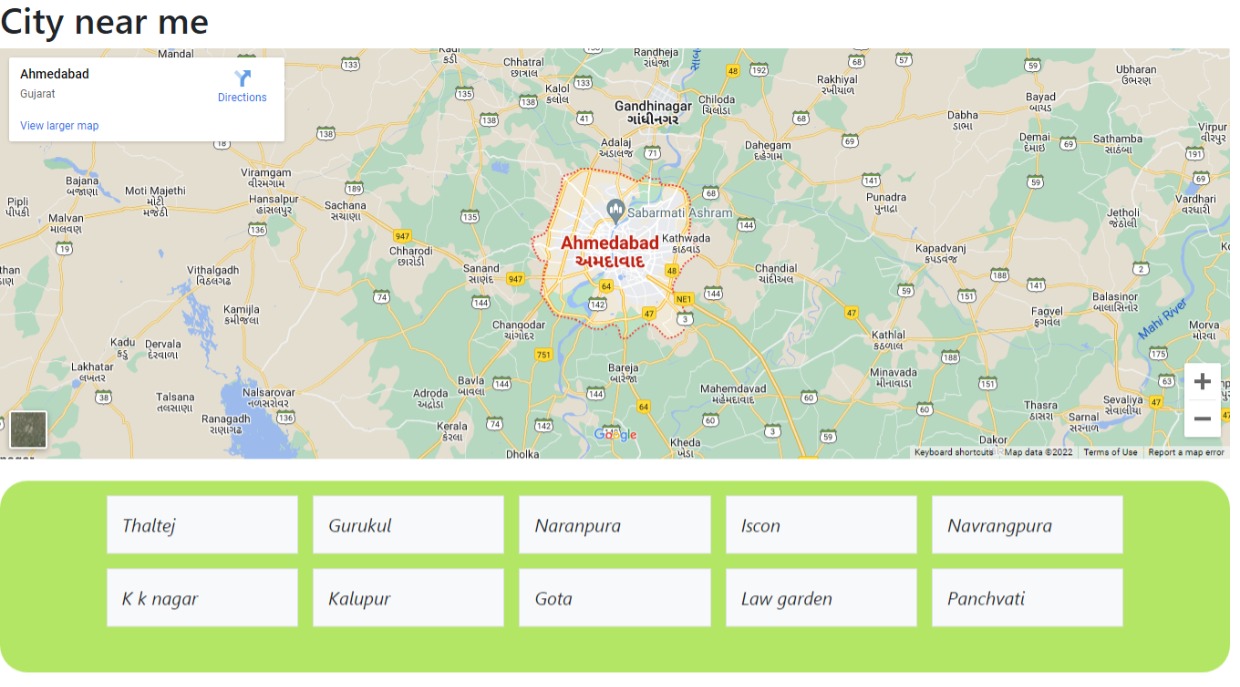 City near me
Ahmedabad
Gujarat
Directions
View larger map
Mandal
Kadi
કડી
Chhatral
છત્રાલ
Randheja
રાંધેજા
Kalol
કલોલ
Gandhinagar
ગાંધીનગર
Chiloda
ચિલોડા
Rakhiyal
રખીયાલ
Ubharan
ઉભરાણ
Bayad
બાયડ
Dabha
ડાભા
Demai
દેમાઇ
Sathamba
સાઠંબા
Virpur
વીરપુર
Adalaj
અડાલજ
Dahegam
દહેગામ
Bajana
બજાણા
Moti Majethi
મોટી
મજેઠી
Viramgam
વીરમગામ
Hansalpur
હાંસલપુર
Sachana
સચાણા
Pipli
પીપકી
Malvan
માલવણ
Punadra
પુનાદ્રા
Vardhari
વરધારી
Jetholi
જેઠોલી
Sabarmati Ashram
Ahmedabad
અમદાવાદ
Kathwada
કાઠવાડ
Chharodi
છારોડી
Sanand
સાણંદ
Chandial
ચાંદીઅલ
Kapadvanj
કપડવંજ
Vithalgadh
વિઠલગઢ
Kamijla
કમીજલા
Changodar
ચાંગોદર
Fagvel
ફાગવેલ
Balasinor
બાલાસિનોર
Mahi River
Morva
મોરવા
Kathlal
કઠલાલ
Kadu
કડુ
Dervala
દેરવાળા
Lakhatar
લખતર
Talsana
તલસાણા
Nalsarovar
નળસરોવર
Ranagadh
રાણાગઢ
Bareja
બારેજા
Bavla
બાવળા
Adroda
અદ્રોડા
Kerala
કેરલા
Dholka
Mahemdavad
મહેમદાવાદ
Minavada
મીનાવાડા
Kheda
ખેડા
Thasra
ઠાસરા
Sevaliya
સેવાલીયા
Sarnal
સરનાળ
Dakor
ડાકોર
133
135
138
41
48
192
68
57
59
69
71
191
141
189
136
19
947
74
144
64
142
47
NE1
3
751
2
188
151
175
63
60
38
Google
Keyboard shortcuts
Map data ©2022
Terms of Use
Report a map error
Thaltej
Gurukul
Naranpura
Iscon
Navrangpura
K k nagar
Kalupur
Gota
Law garden
Panchvati